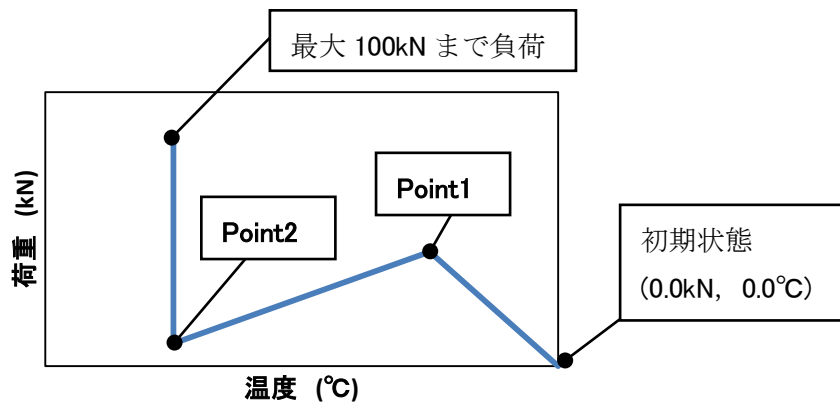 最大 100kN まで負荷
Point1
Point2
初期状態
(0.0kN, 0.0℃)
荷重 (kN)
温度 (℃)